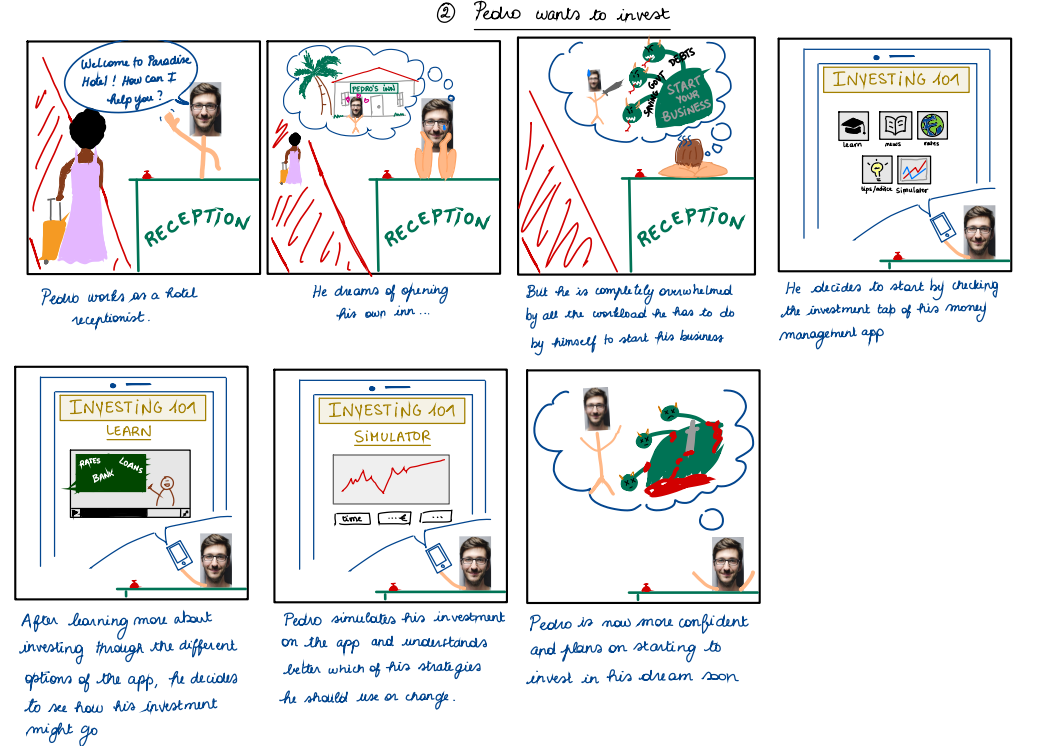 ② Pedro wants to invest
Welcome to Paradise
Hotel! How can I
help you?
RECEPTION
Pedro works as a hotel
receptionist.
PEDRO'S INN
RECEPTION
He dreams of opening
his own inn...
DEBTS
GOVT
SAVINGS
START
YOUR
BUSINESS
RECEPTION
But he is completely overwhelmed
by all the workload he has to do
by himself to start his business
INVESTING 101
learn
news
rates
tips/advice
simulator
He decides to start by checking
the investment tab of his money
management app
INVESTING 101
LEARN
RATES
LOANS
BANK
After learning more about
investing through the different
options of the app, he decides
to see how his investment
might go
INVESTING 101
SIMULATOR
time
...€
...
Pedro simulates his investment
on the app and understands
better which of his strategies
he should use or change.
Pedro is now more confident
and plans on starting to
invest in his dream soon